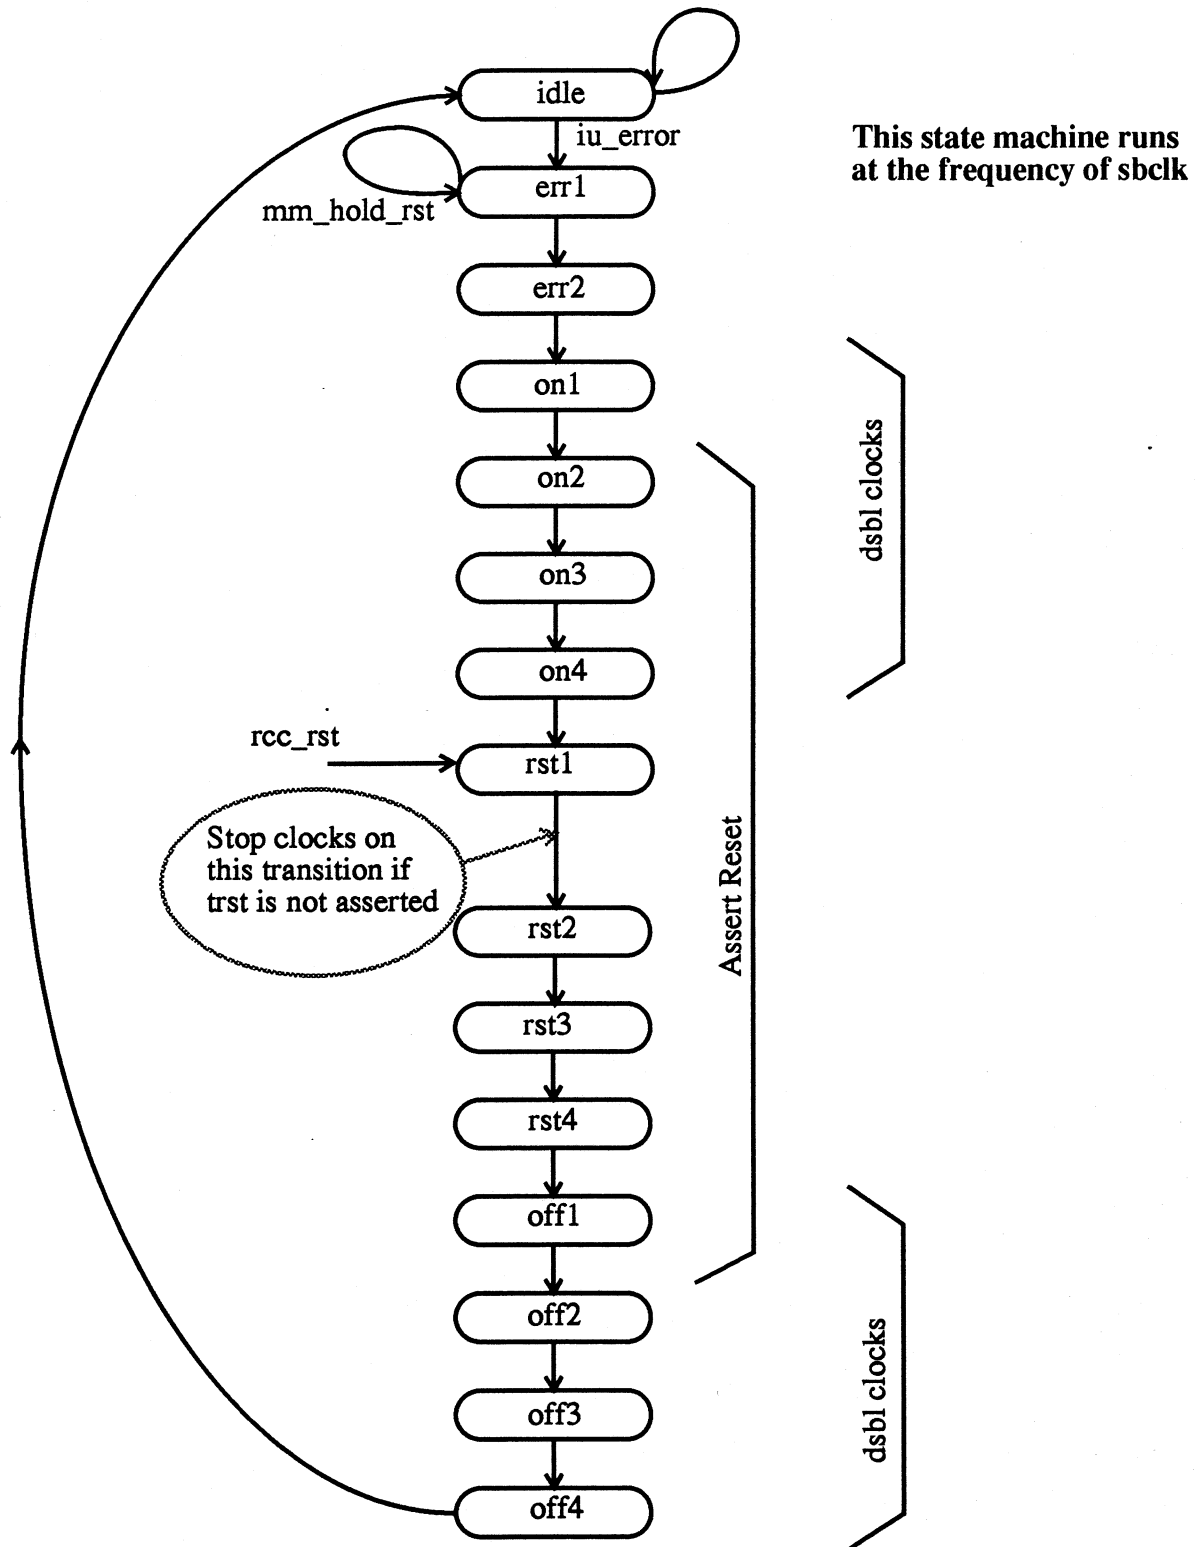 idle
iu_error
This state machine runs
at the frequency of sbclk
err1
mm_hold_rst
err2
on1
on2
dsbl clocks
on3
on4
rcc_rst
rst1
Stop clocks on
this transition if
trst is not asserted
Assert Reset
rst2
rst3
rst4
off1
off2
dsbl clocks
off3
off4